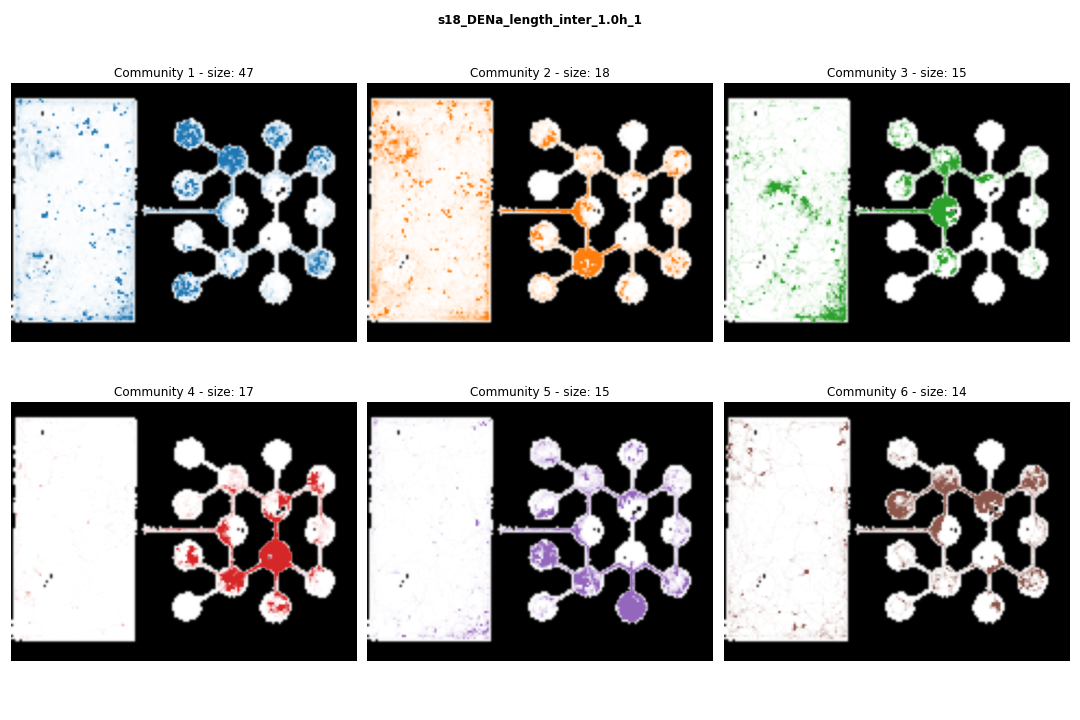 s18_DENa_length_inter_1.0h_1
Community 1 - size: 47
Community 2 - size: 18
Community 3 - size: 15
Community 4 - size: 17
Community 5 - size: 15
Community 6 - size: 14